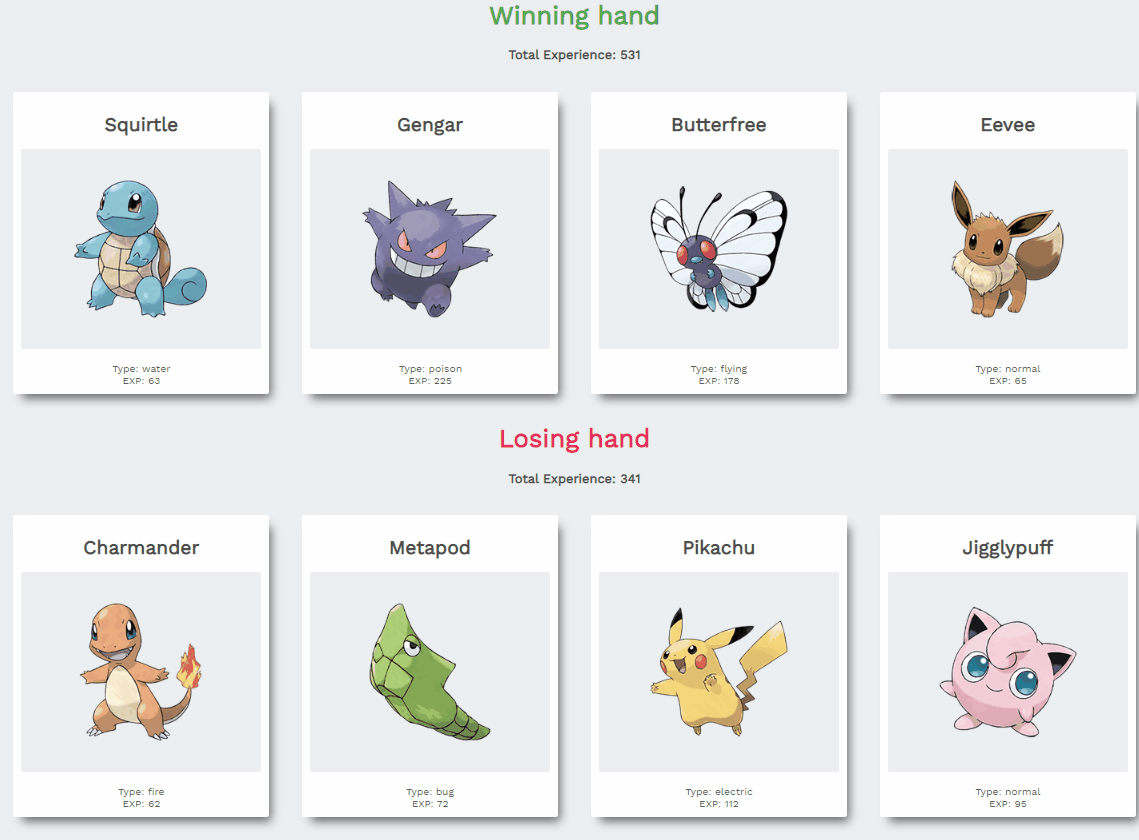 Winning hand
Total Experience: 531
Squirtle
Type: water
EXP: 63
Gengar
Type: poison
EXP: 225
Butterfree
Type: flying
EXP: 178
Eevee
Type: normal
EXP: 65
Losing hand
Total Experience: 341
Charmander
Type: fire
EXP: 62
Metapod
Type: bug
EXP: 72
Pikachu
Type: electric
EXP: 112
Jigglypuff
Type: normal
EXP: 95